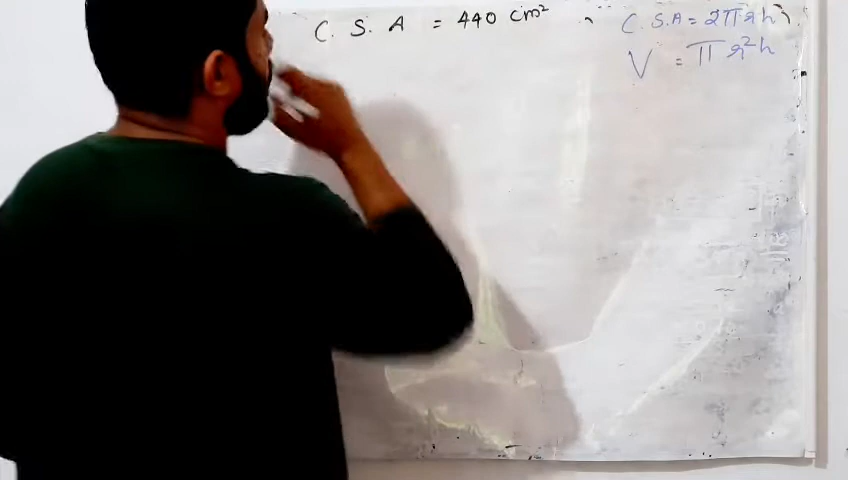 C. S. A = 440 cm²
C.S.A = 2πrh
V = πr²h